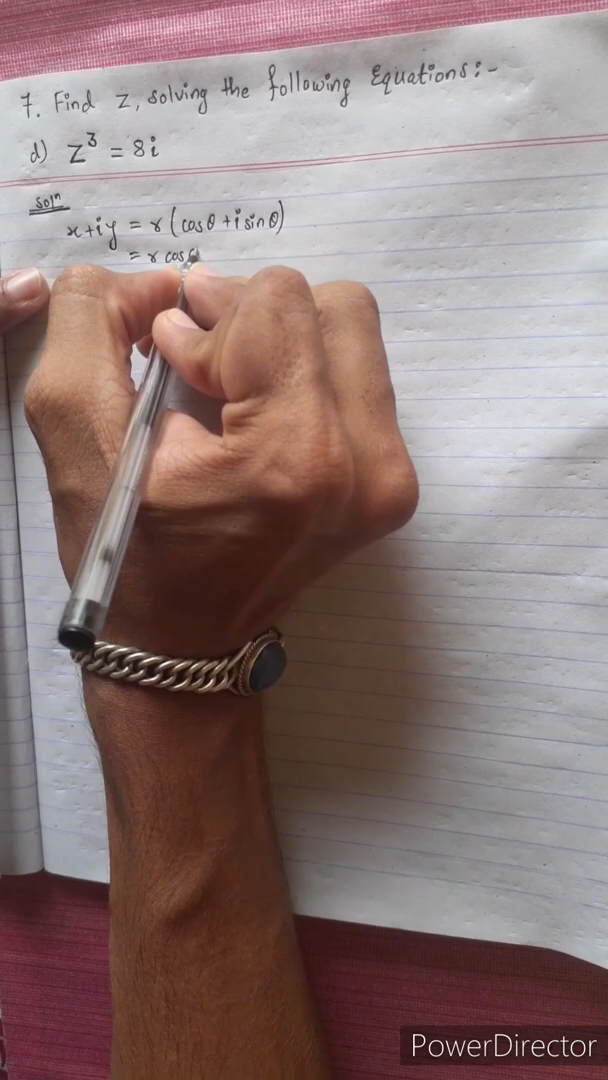 7. Find z, solving the following Equations:-
d) z³ = 8i
Solⁿ
x+iy = r(cosθ + i sinθ)
= r cos
PowerDirector